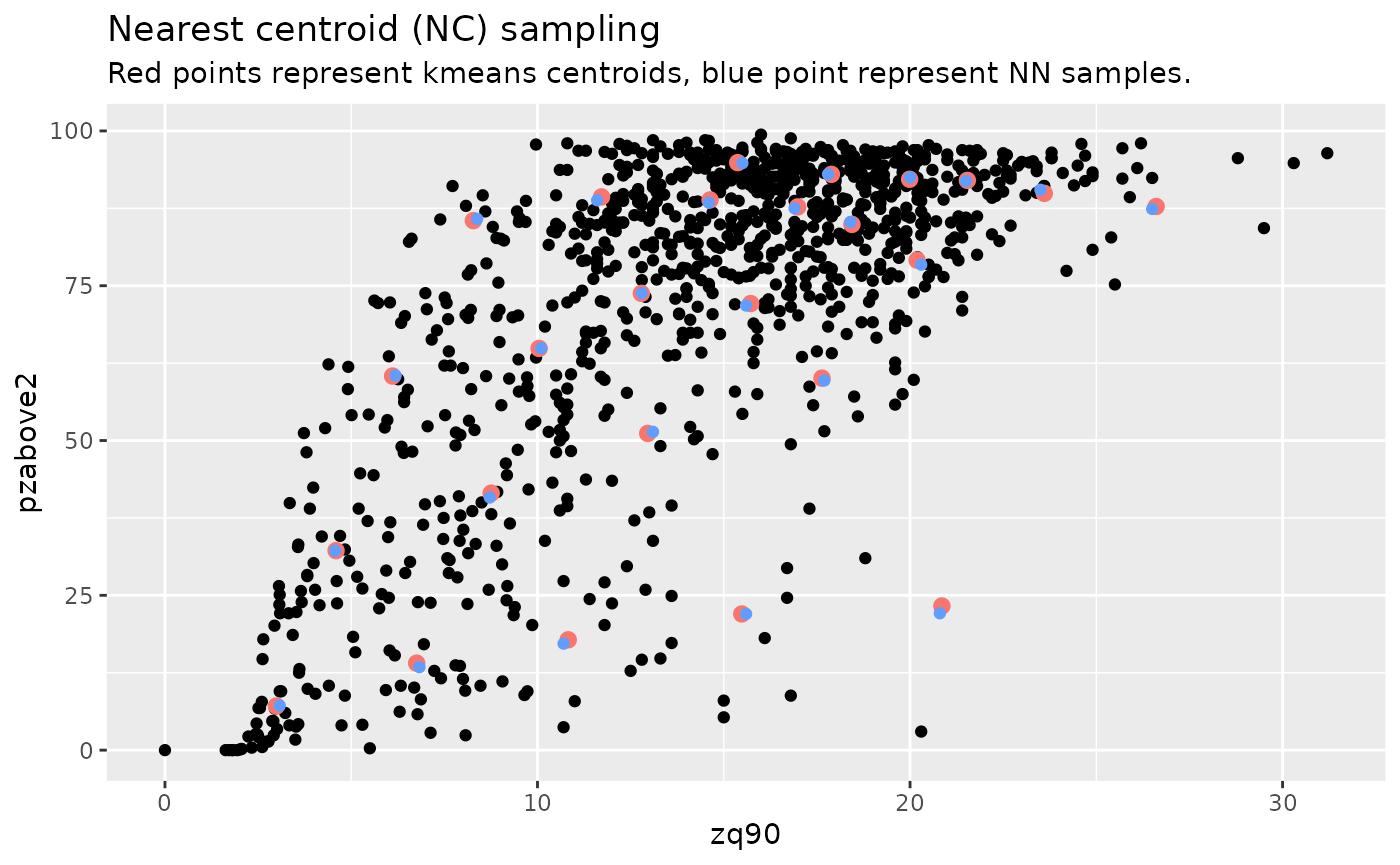 Nearest centroid (NC) sampling
Red points represent kmeans centroids, blue point represent NN samples.
100
75
50
25
0
pzabove2
0 10 20 30
zq90